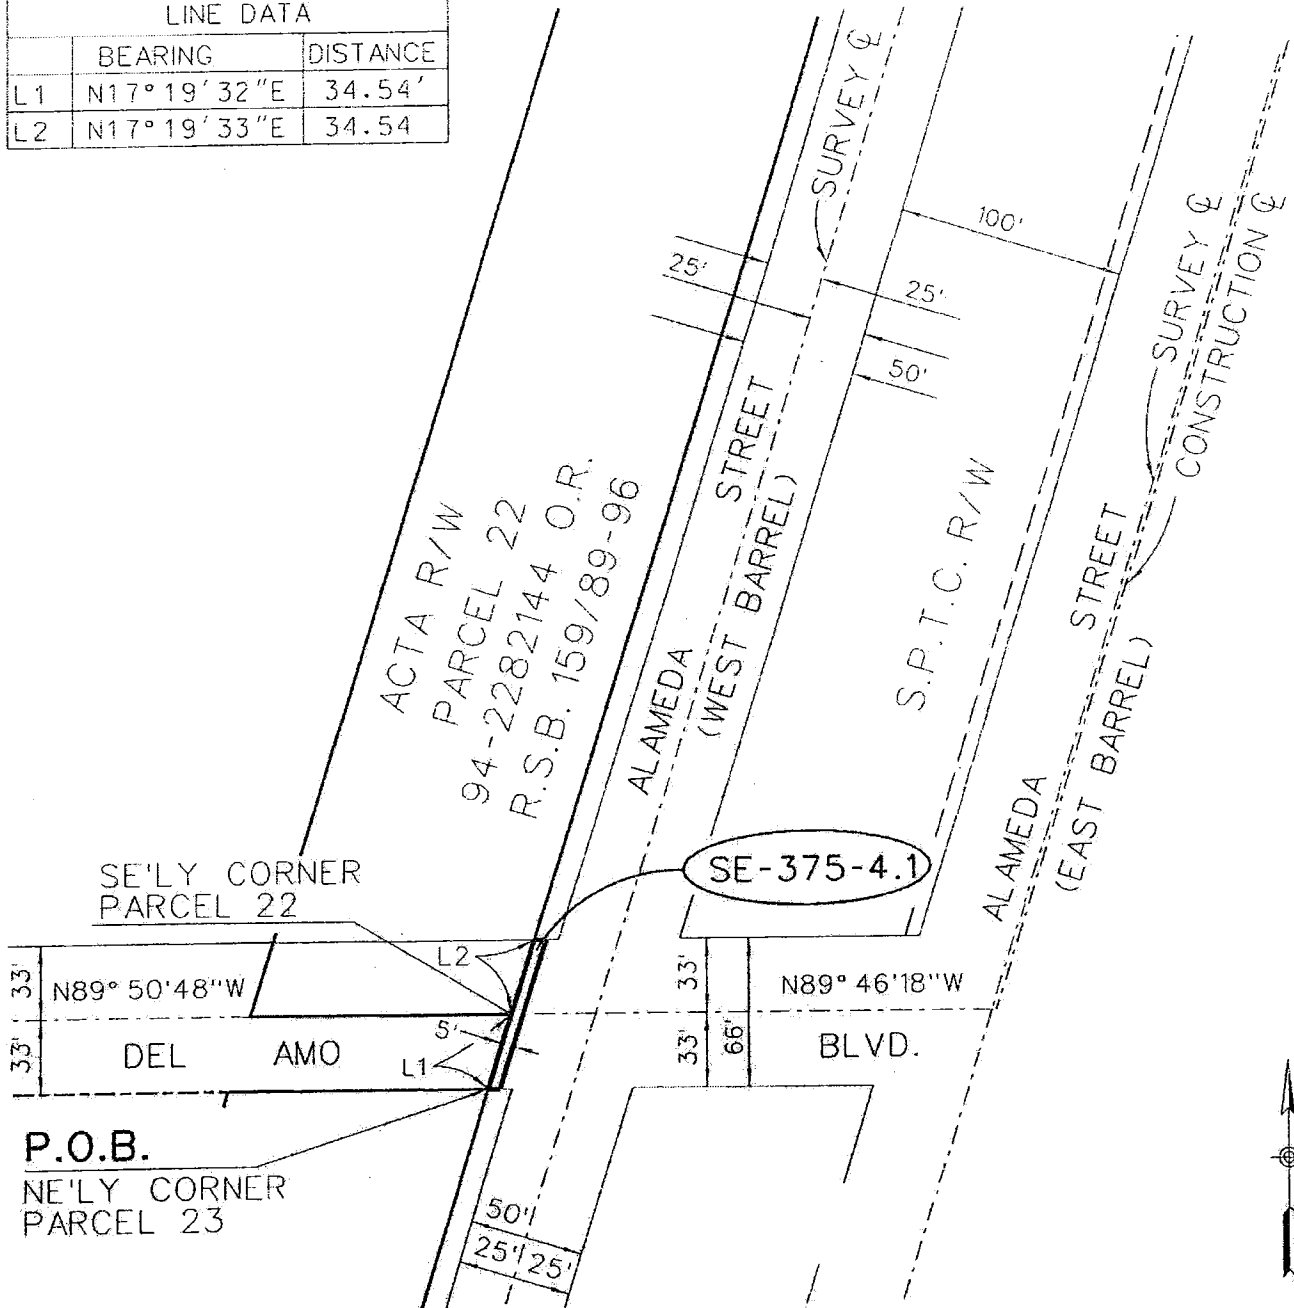 LINE DATA
BEARING DISTANCE
L1 N17°19'32"E 34.54'
L2 N17°19'33"E 34.54
SURVEY ℄
100'
25'
25'
50'
SURVEY ℄
CONSTRUCTION ℄
ACTA R/W
PARCEL 22
94-2282144 O.R.
R.S.B. 159/89-96
ALAMEDA STREET
(WEST BARREL)
S.P.T.C. R/W
ALAMEDA STREET
(EAST BARREL)
SE-375-4.1
SE'LY CORNER
PARCEL 22
L2
33'
33'
N89°50'48"W
DEL AMO
5'
L1
33'
33'
66'
N89°46'18"W
BLVD.
P.O.B.
NE'LY CORNER
PARCEL 23
50'
25' 25'